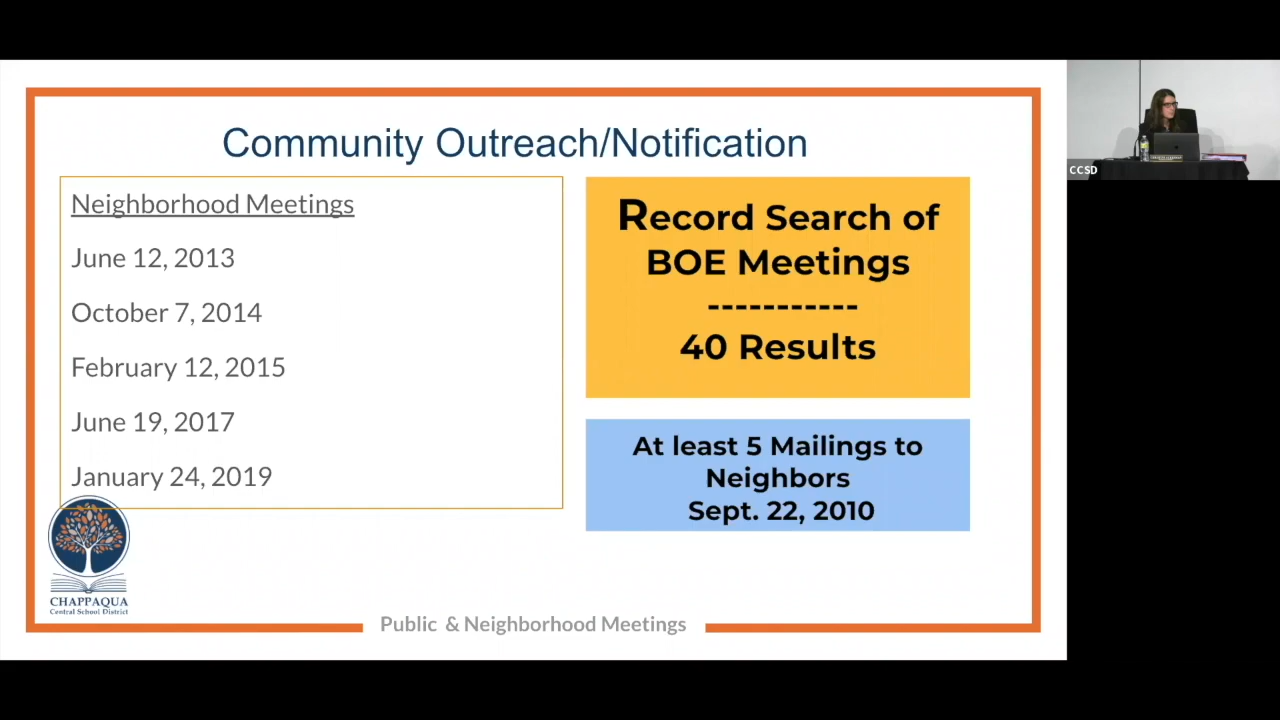 Community Outreach/Notification
Neighborhood Meetings
June 12, 2013
October 7, 2014
February 12, 2015
June 19, 2017
January 24, 2019
Record Search of
BOE Meetings
-----------
40 Results
At least 5 Mailings to
Neighbors
Sept. 22, 2010
CHAPPAQUA
Central School District
Public & Neighborhood Meetings
CCSD